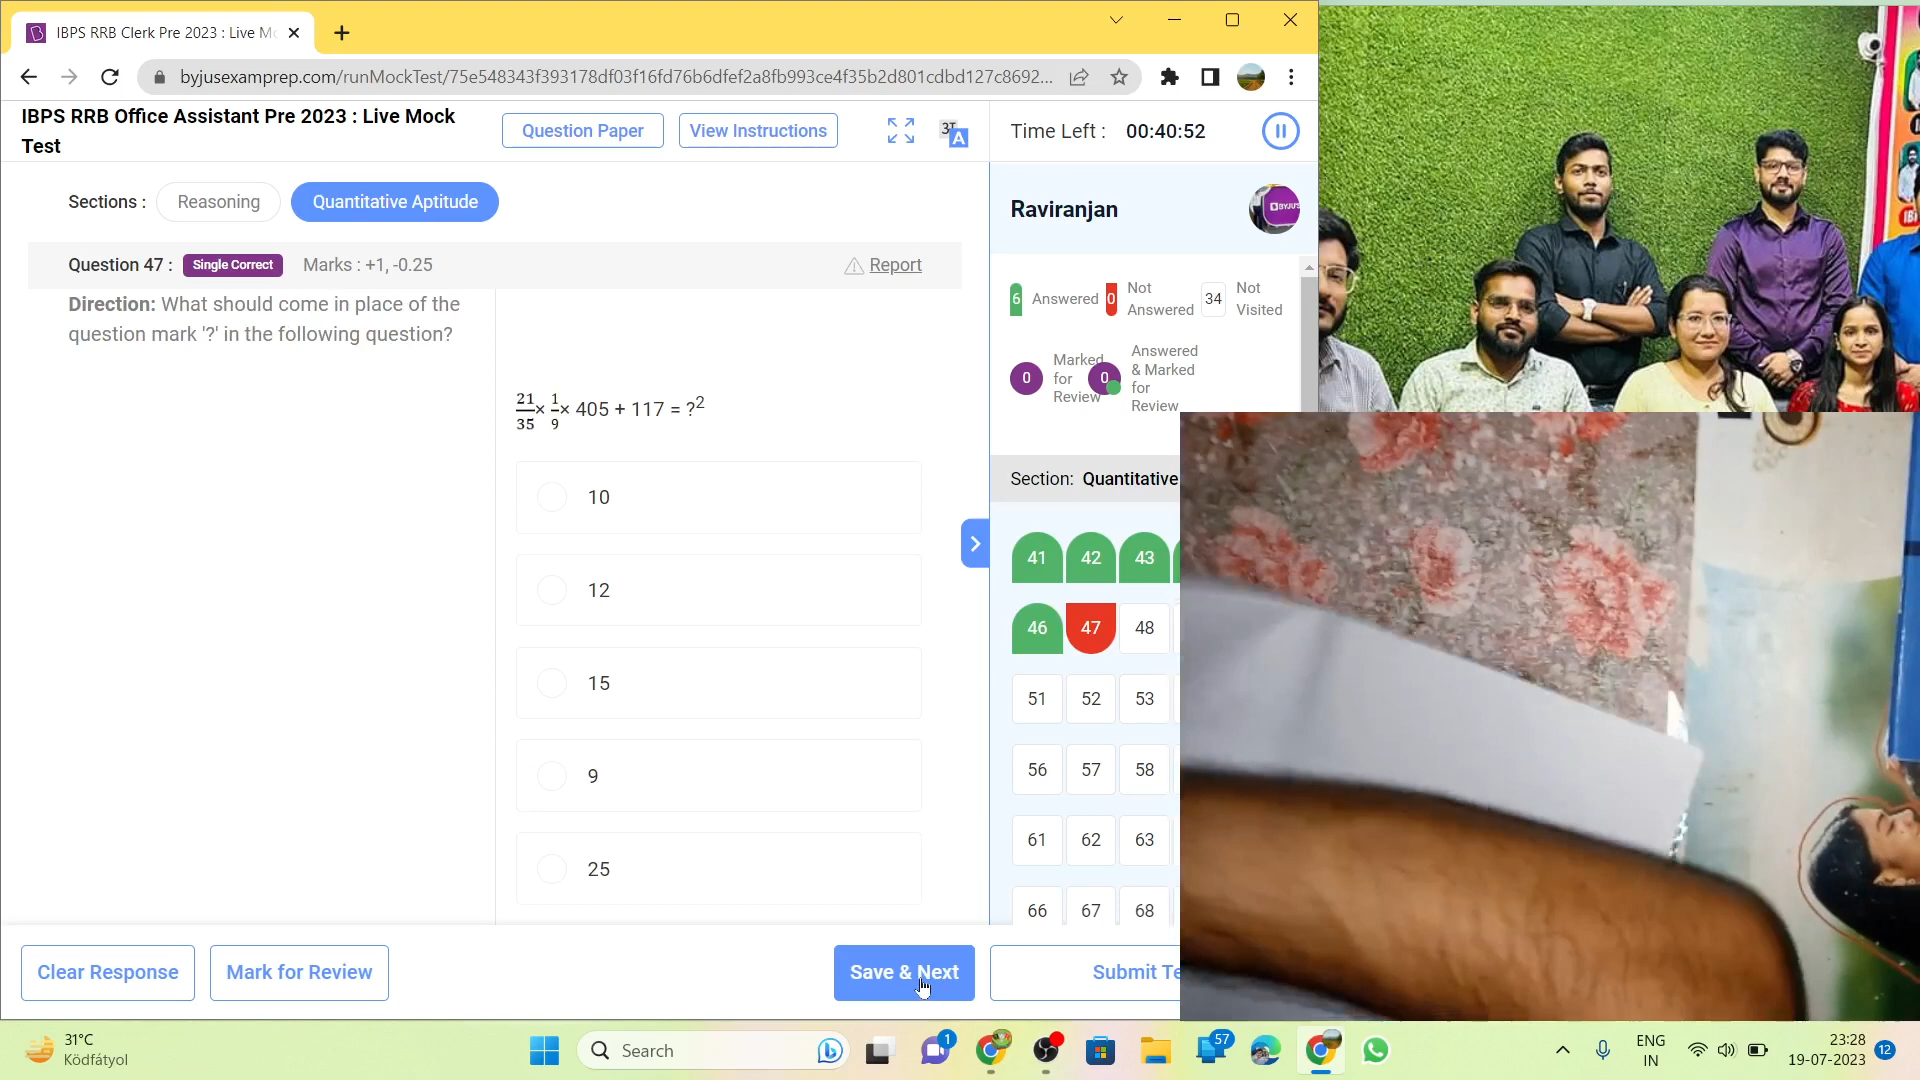 IBPS RRB Clerk Pre 2023 : Live Mo
byjusexamprep.com/runMockTest/75e548343f393178df03f16fd76b6dfef2a8fb993ce4f35b2d801cdbd127c8692...
IBPS RRB Office Assistant Pre 2023 : Live Mock
Test
Question Paper
View Instructions
Time Left : 00:40:52
Sections : Reasoning Quantitative Aptitude
Raviranjan
BYJU'S
Question 47 : Single Correct Marks : +1, -0.25 Report
Direction: What should come in place of the
question mark '?' in the following question?
21/35 × 1/9 × 405 + 117 = ?²
10
12
15
9
25
6 Answered
0 Not Answered
34 Not Visited
0 Marked for Review
0 Answered & Marked for Review
Section: Quantitative
41 42 43
46 47 48
51 52 53
56 57 58
61 62 63
66 67 68
Clear Response
Mark for Review
Save & Next
Submit Te
31°C
Ködfátyol
Search
1
57
ENG
IN
23:28
19-07-2023
12